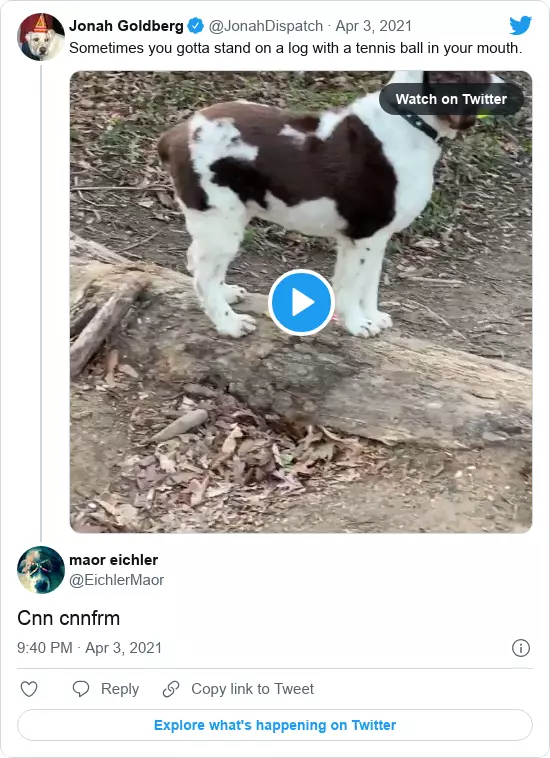 Jonah Goldberg @JonahDispatch · Apr 3, 2021
Sometimes you gotta stand on a log with a tennis ball in your mouth.
Watch on Twitter
maor eichler
@EichlerMaor
Cnn cnnfrm
9:40 PM · Apr 3, 2021
Reply Copy link to Tweet
Explore what's happening on Twitter